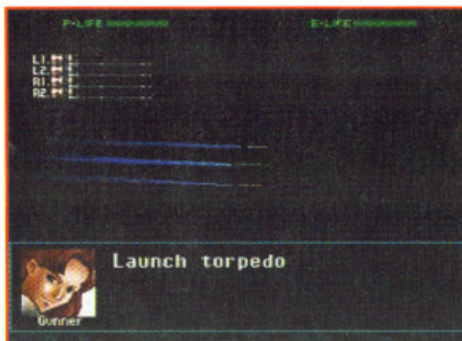 P-LIFE E-LIFE
L1.
L2.
R1.
R2.
Launch torpedo
Gunner